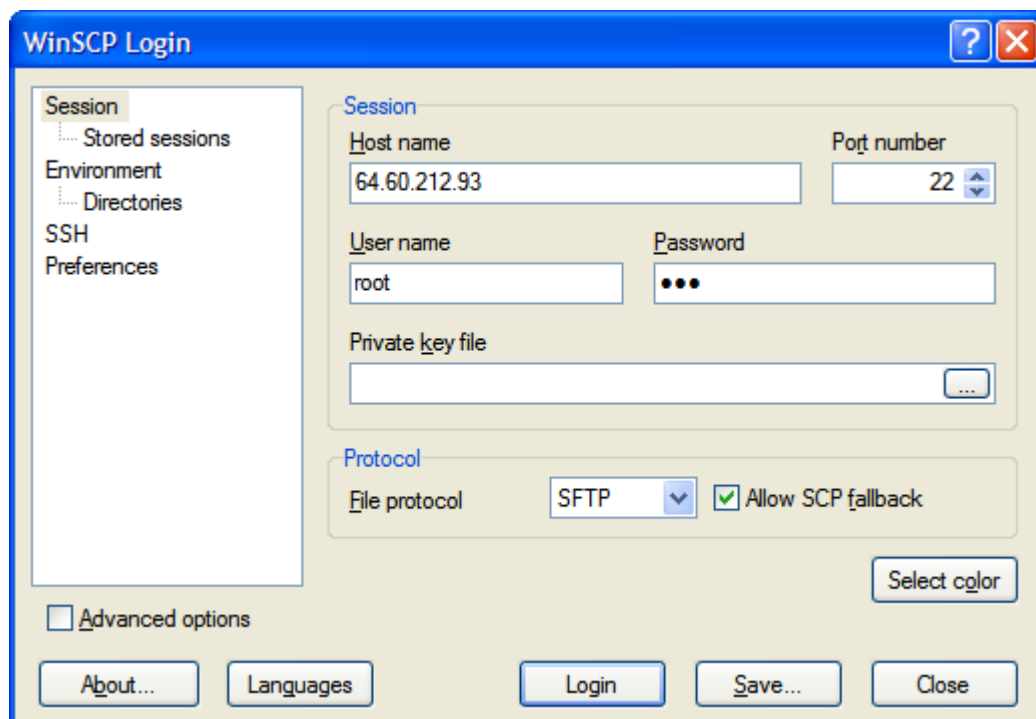 WinSCP Login
Session
Stored sessions
Environment
Directories
SSH
Preferences
Session
Host name
Port number
64.60.212.93
22
User name
Password
root
●●●
Private key file
...
Protocol
File protocol
SFTP
Allow SCP fallback
Select color
Advanced options
About...
Languages
Login
Save...
Close